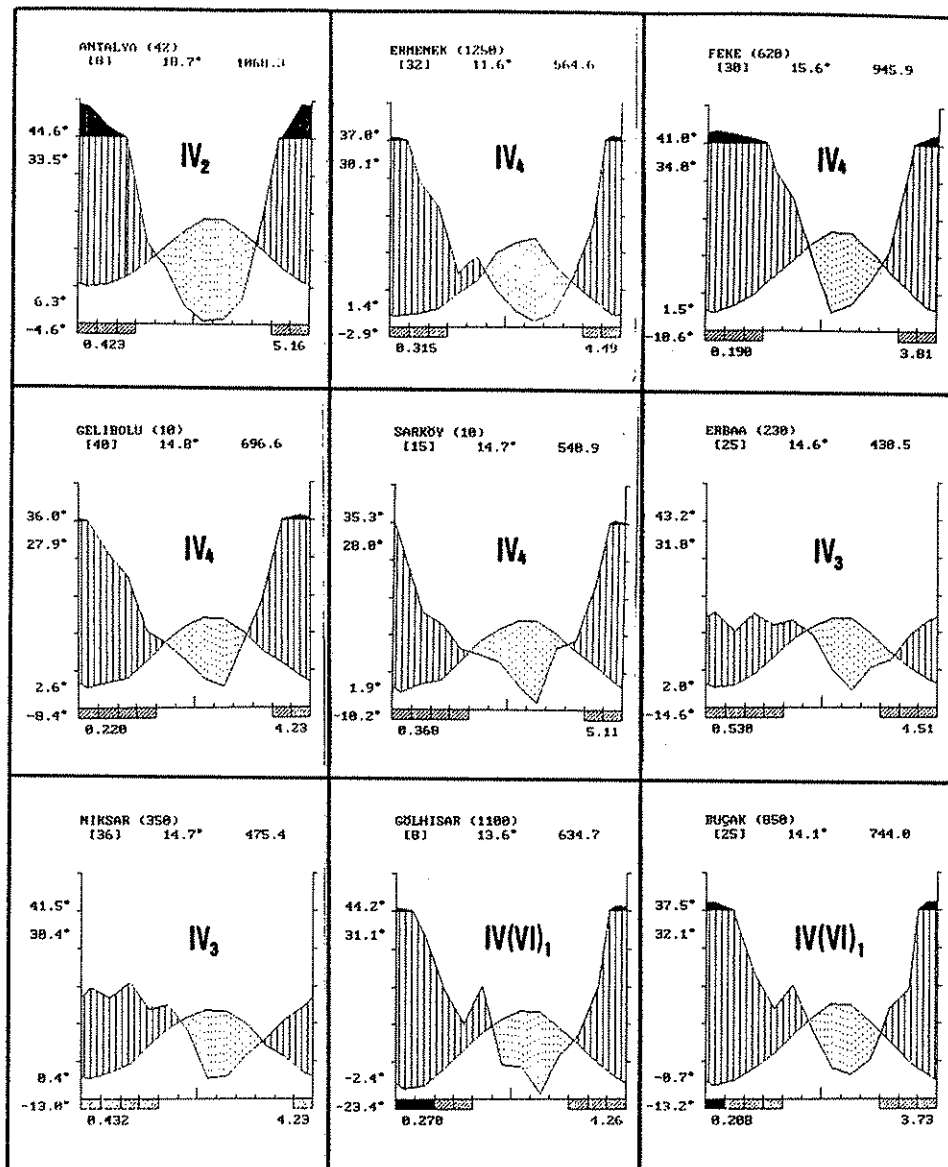 ANTALYA (42)
[8] 18.7° 1068.3
44.6°
33.5°
IV2
6.3°
-4.6°
0.423 5.16
ERMENEK (1250)
[32] 11.6° 564.6
37.0°
30.1°
IV4
1.4°
-2.9°
0.315 4.49
FEKE (620)
[30] 15.6° 945.9
41.0°
34.0°
IV4
1.5°
-10.6°
0.190 3.81
GELIBOLU (10)
[40] 14.8° 696.6
36.0°
27.9°
IV4
2.6°
-8.4°
0.220 4.23
SARKÖY (10)
[15] 14.7° 540.9
35.3°
28.0°
IV4
1.9°
-10.2°
0.360 5.11
ERBAA (230)
[25] 14.6° 430.5
43.2°
31.8°
IV3
2.0°
-14.6°
0.530 4.51
NIKSAR (350)
[36] 14.7° 475.4
41.5°
30.4°
IV3
0.4°
-13.0°
0.432 4.23
GÖLHISAR (1100)
[8] 13.6° 634.7
44.2°
31.1°
IV(VI)1
-2.4°
-23.4°
0.270 4.26
BUÇAK (850)
[25] 14.1° 744.0
37.5°
32.1°
IV(VI)1
-0.7°
-13.2°
0.208 3.73